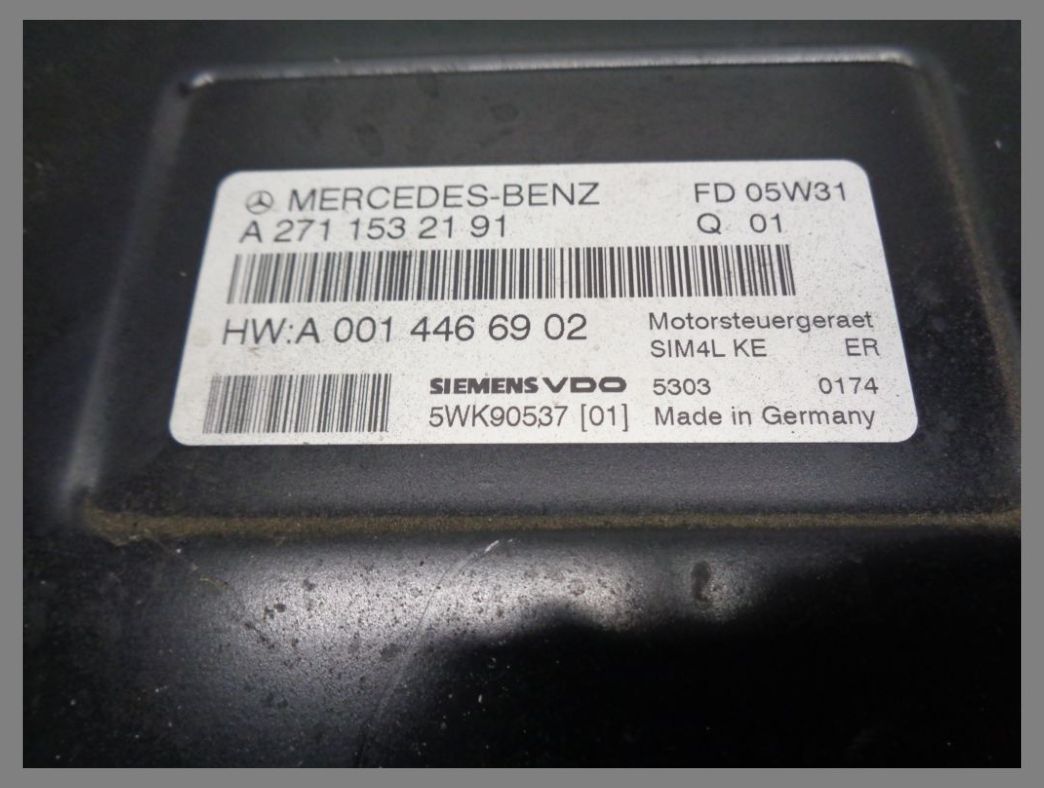 MERCEDES-BENZ FD 05W31
A 271 153 21 91 Q 01
HW:A 001 446 69 02 Motorsteuergeraet
SIM4L KE ER
SIEMENS VDO 5303 0174
5WK90537 [01] Made in Germany